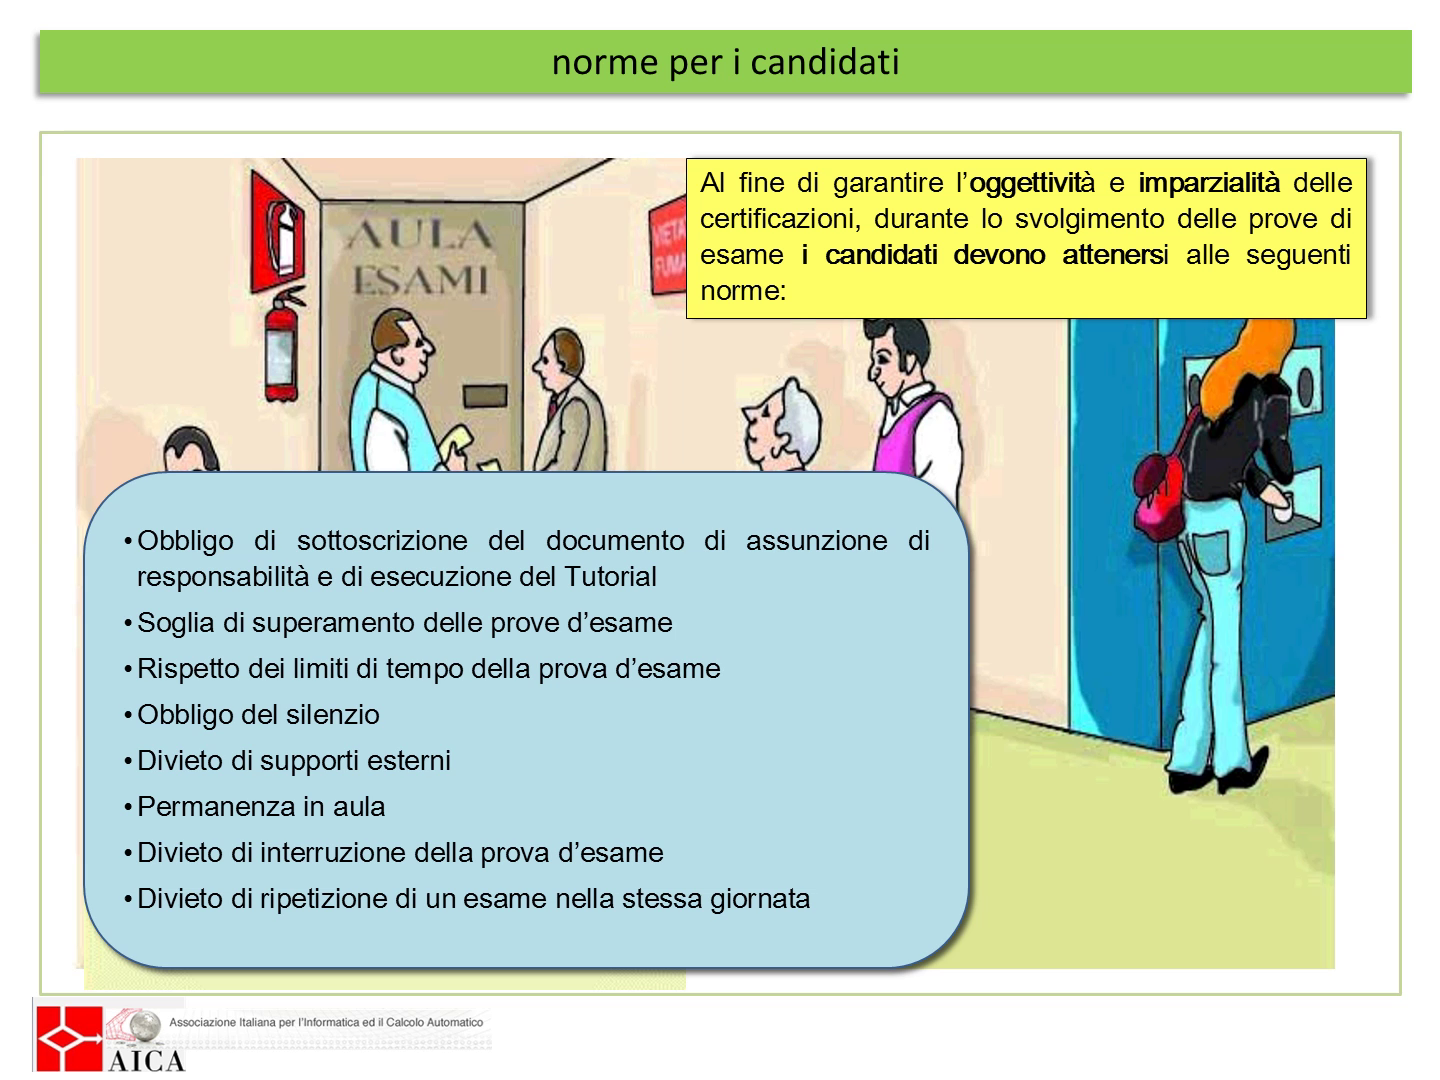 norme per i candidati
AULA
ESAMI
Al fine di garantire l’oggettività e imparzialità delle
certificazioni, durante lo svolgimento delle prove di
esame i candidati devono attenersi alle seguenti
norme:
•Obbligo di sottoscrizione del documento di assunzione di
responsabilità e di esecuzione del Tutorial
•Soglia di superamento delle prove d’esame
•Rispetto dei limiti di tempo della prova d’esame
•Obbligo del silenzio
•Divieto di supporti esterni
•Permanenza in aula
•Divieto di interruzione della prova d’esame
•Divieto di ripetizione di un esame nella stessa giornata
Associazione Italiana per l'Informatica ed il Calcolo Automatico
AICA